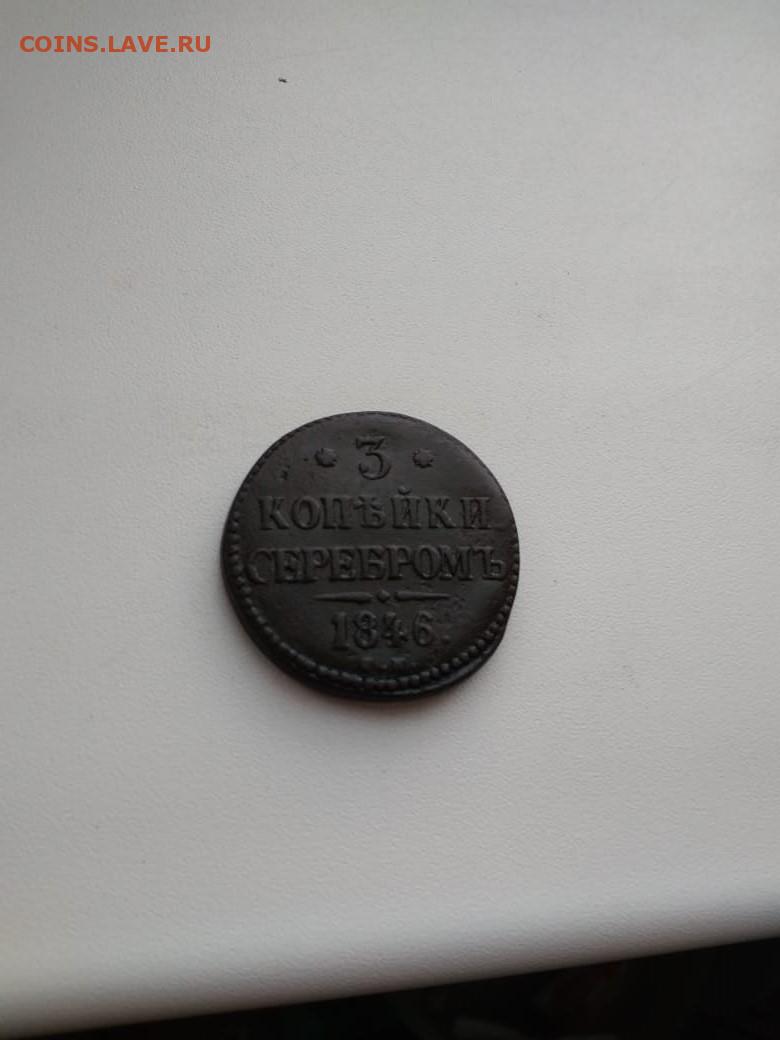 COINS.LAVE.RU
* 3 *
КОПѢЙКИ
СЕРЕБРОМЪ
1846.